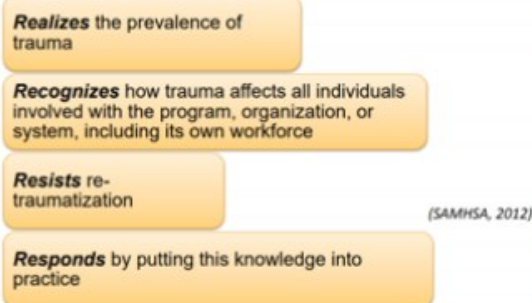 Realizes the prevalence of
trauma
Recognizes how trauma affects all individuals
involved with the program, organization, or
system, including its own workforce
Resists re-
traumatization
(SAMHSA, 2012)
Responds by putting this knowledge into
practice